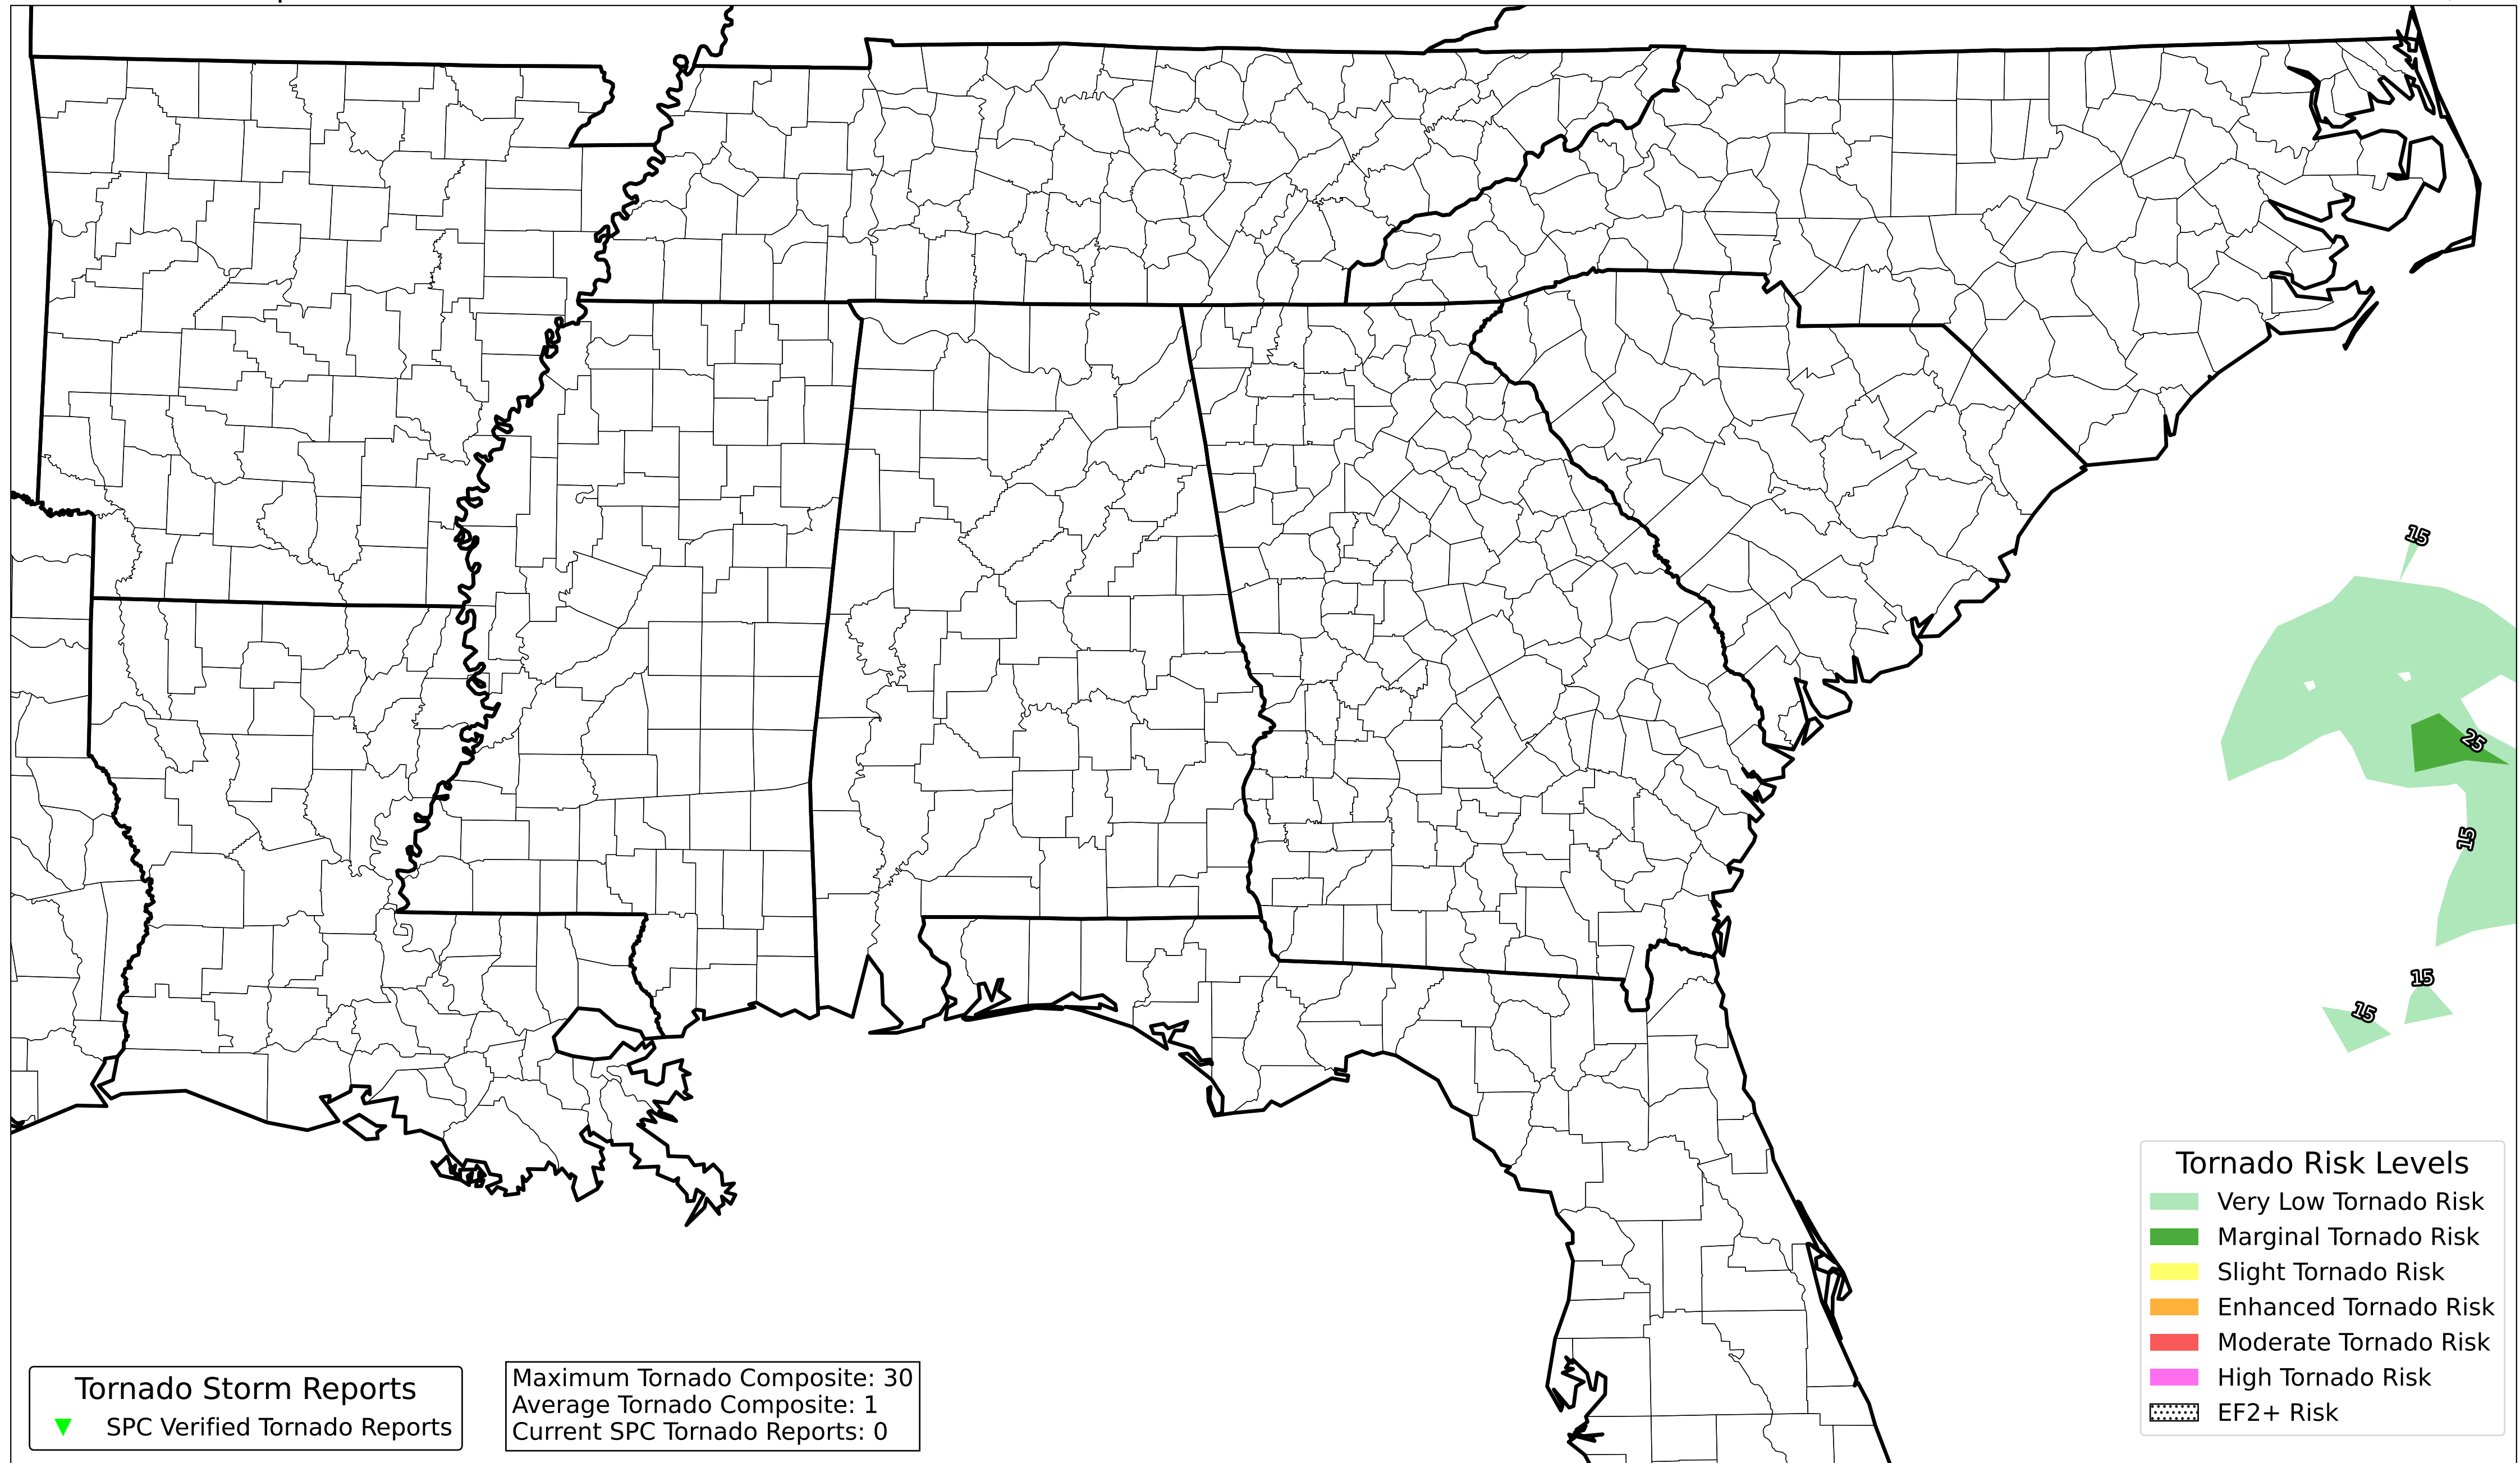 15
25
15
15
15
Tornado Risk Levels
Very Low Tornado Risk
Marginal Tornado Risk
Slight Tornado Risk
Enhanced Tornado Risk
Moderate Tornado Risk
High Tornado Risk
EF2+ Risk
Tornado Storm Reports
SPC Verified Tornado Reports
Maximum Tornado Composite: 30
Average Tornado Composite: 1
Current SPC Tornado Reports: 0